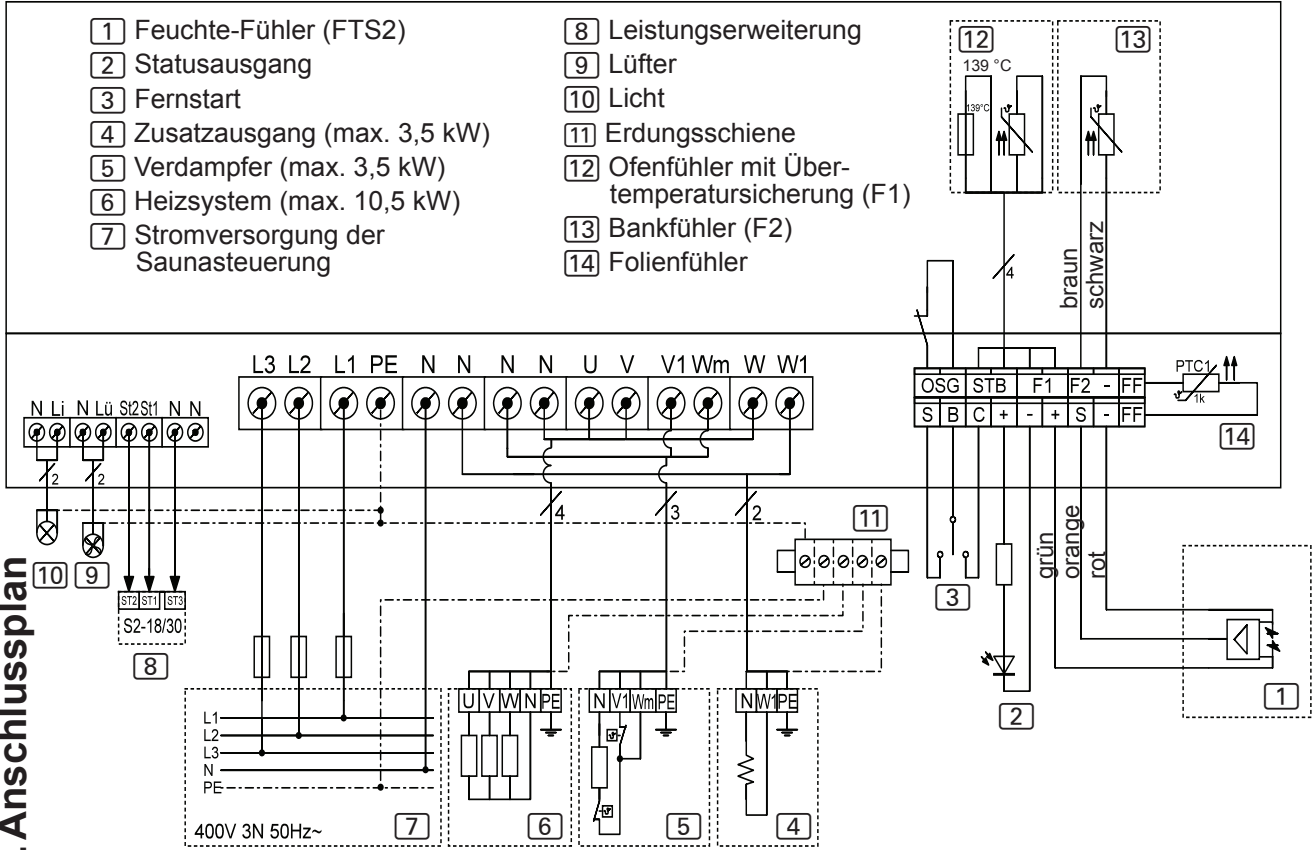 1 Feuchte-Fühler (FTS2)
2 Statusausgang
3 Fernstart
4 Zusatzausgang (max. 3,5 kW)
5 Verdampfer (max. 3,5 kW)
6 Heizsystem (max. 10,5 kW)
7 Stromversorgung der
Saunasteuerung
8 Leistungserweiterung
9 Lüfter
10 Licht
11 Erdungsschiene
12 Ofenfühler mit Über-
temperatursicherung (F1)
13 Bankfühler (F2)
14 Folienfühler
12
139 °C
139°C
13
4
braun
schwarz
L3 L2 L1 PE N N N N U V V1 Wm W W1
N Li N Lü St2 St1 N N
OSG STB F1 F2 - FF
S B C + - + S - FF
PTC1
1k
14
2
2
4
3
2
11
10
9
ST2 ST1 ST3
S2-18/30
8
3
grün
orange
rot
2
1
L1
L2
L3
N
PE
400V 3N 50Hz~
7
U V W N PE
6
N V1 Wm PE
5
N W1 PE
4
Anschlussplan